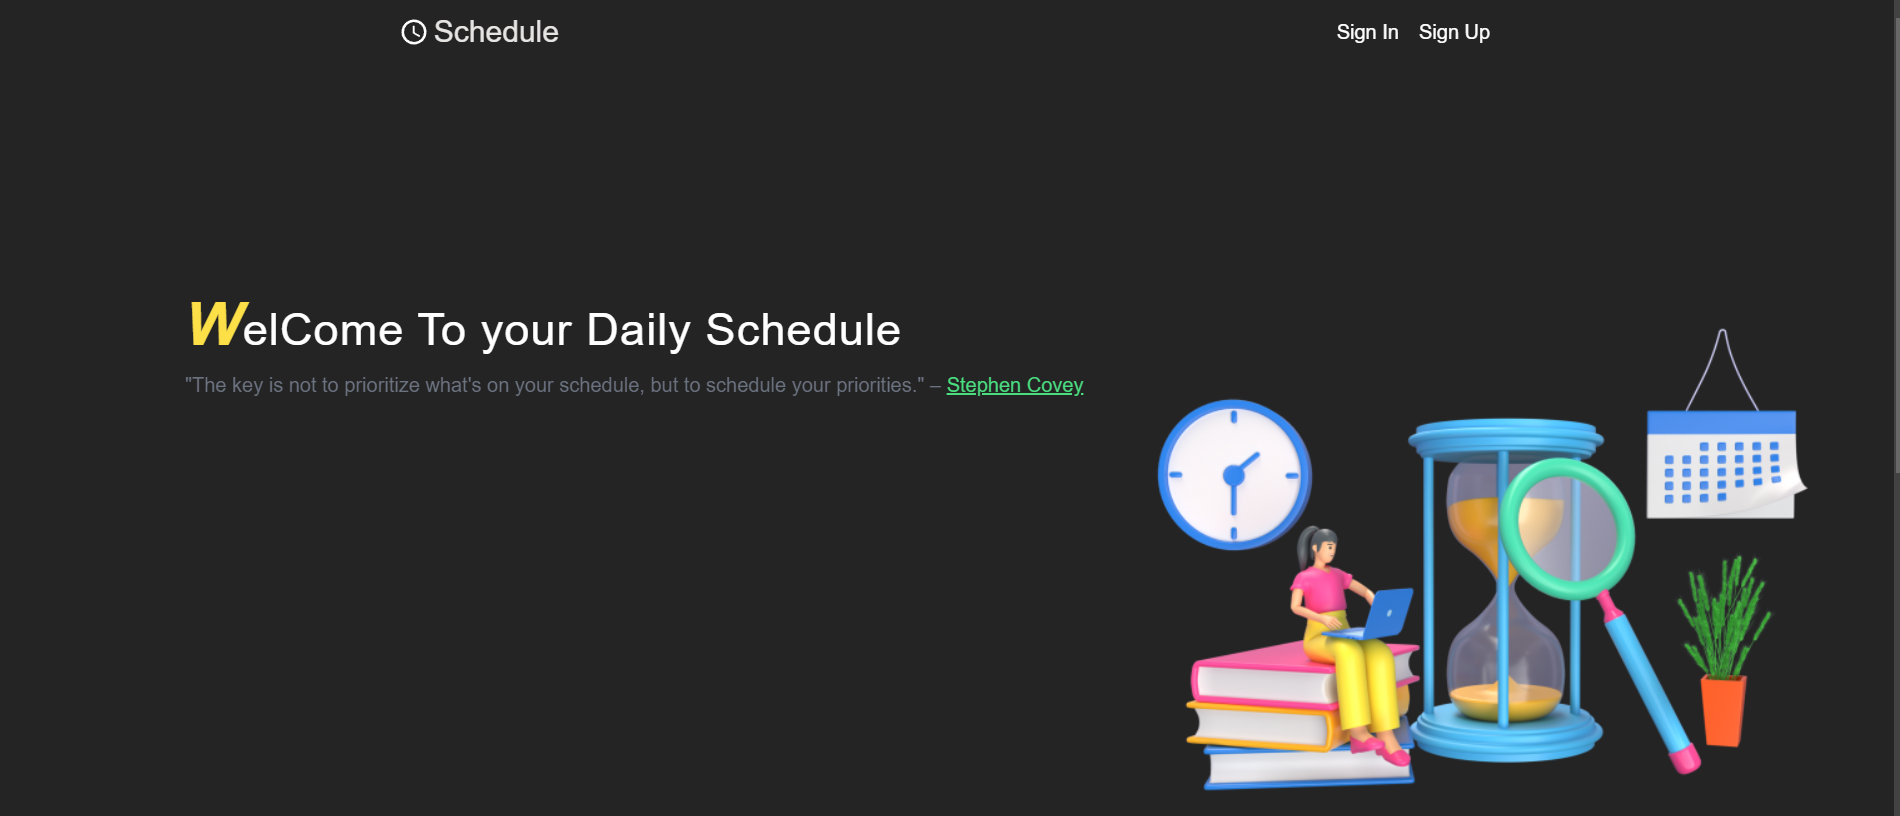 Schedule
Sign In Sign Up
WelCome To your Daily Schedule
"The key is not to prioritize what's on your schedule, but to schedule your priorities." – Stephen Covey